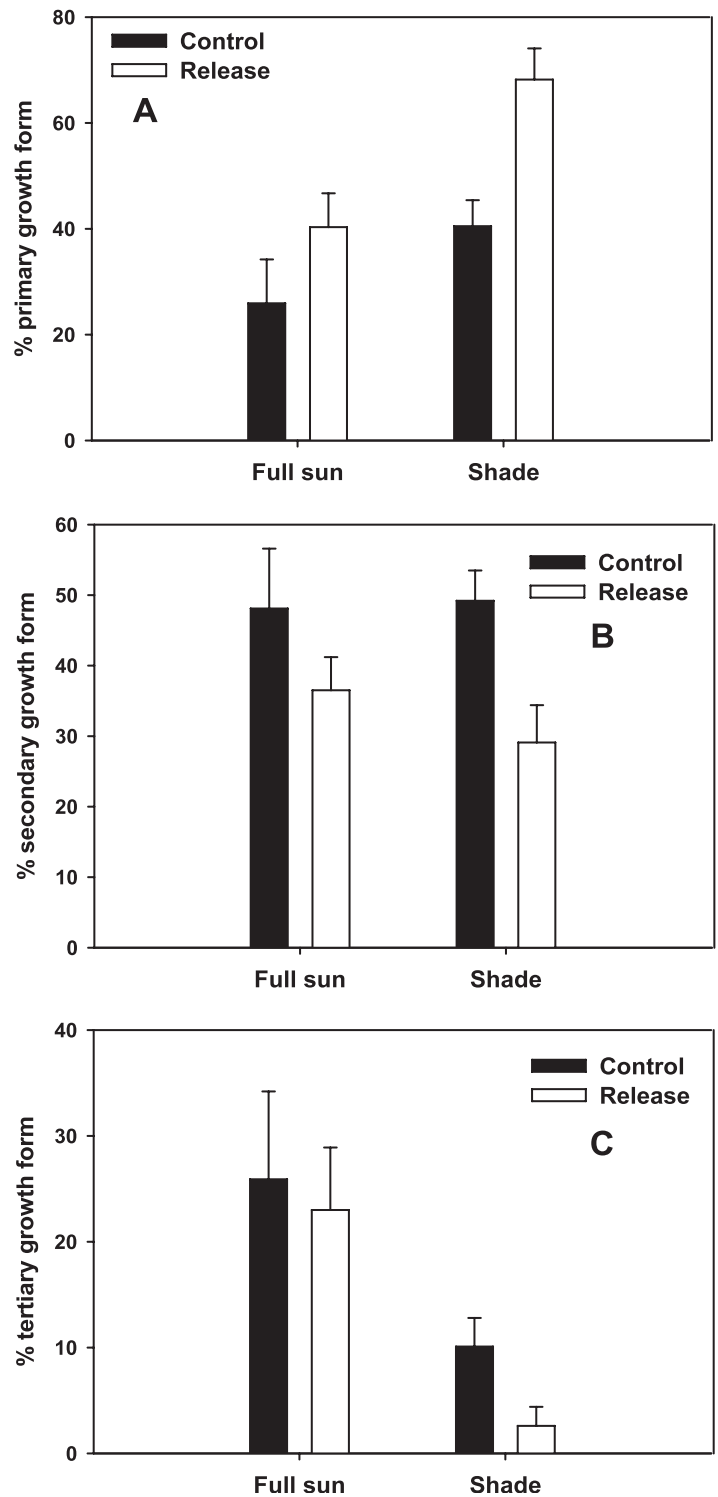 80
60
40
20
0
% primary growth form
Control
Release
A
Full sun Shade
60
50
40
30
20
10
0
% secondary growth form
Control
Release
B
Full sun Shade
40
30
20
10
0
% tertiary growth form
Control
Release
C
Full sun Shade